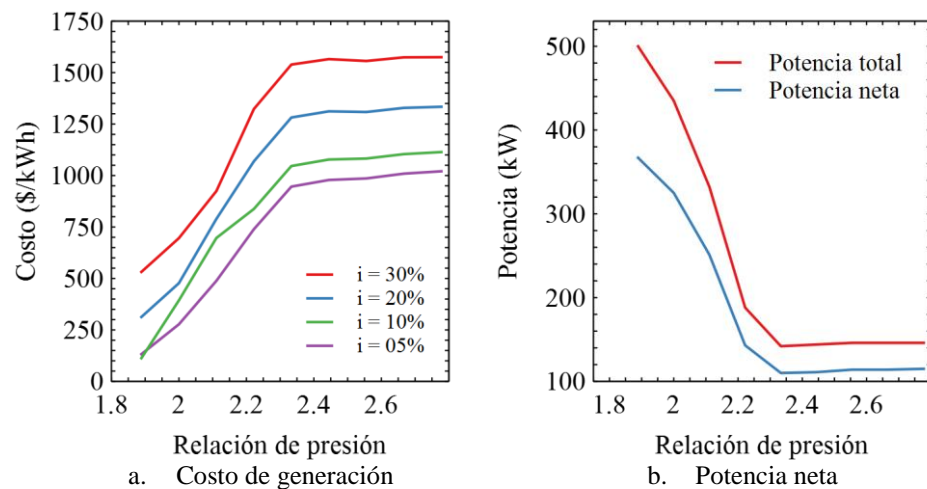 1750
1500
1250
1000
750
500
250
0
Costo ($/kWh)
i = 30%
i = 20%
i = 10%
i = 05%
1.8 2 2.2 2.4 2.6
Relación de presión
a. Costo de generación
500
400
300
200
100
Potencia (kW)
Potencia total
Potencia neta
1.8 2 2.2 2.4 2.6
Relación de presión
b. Potencia neta